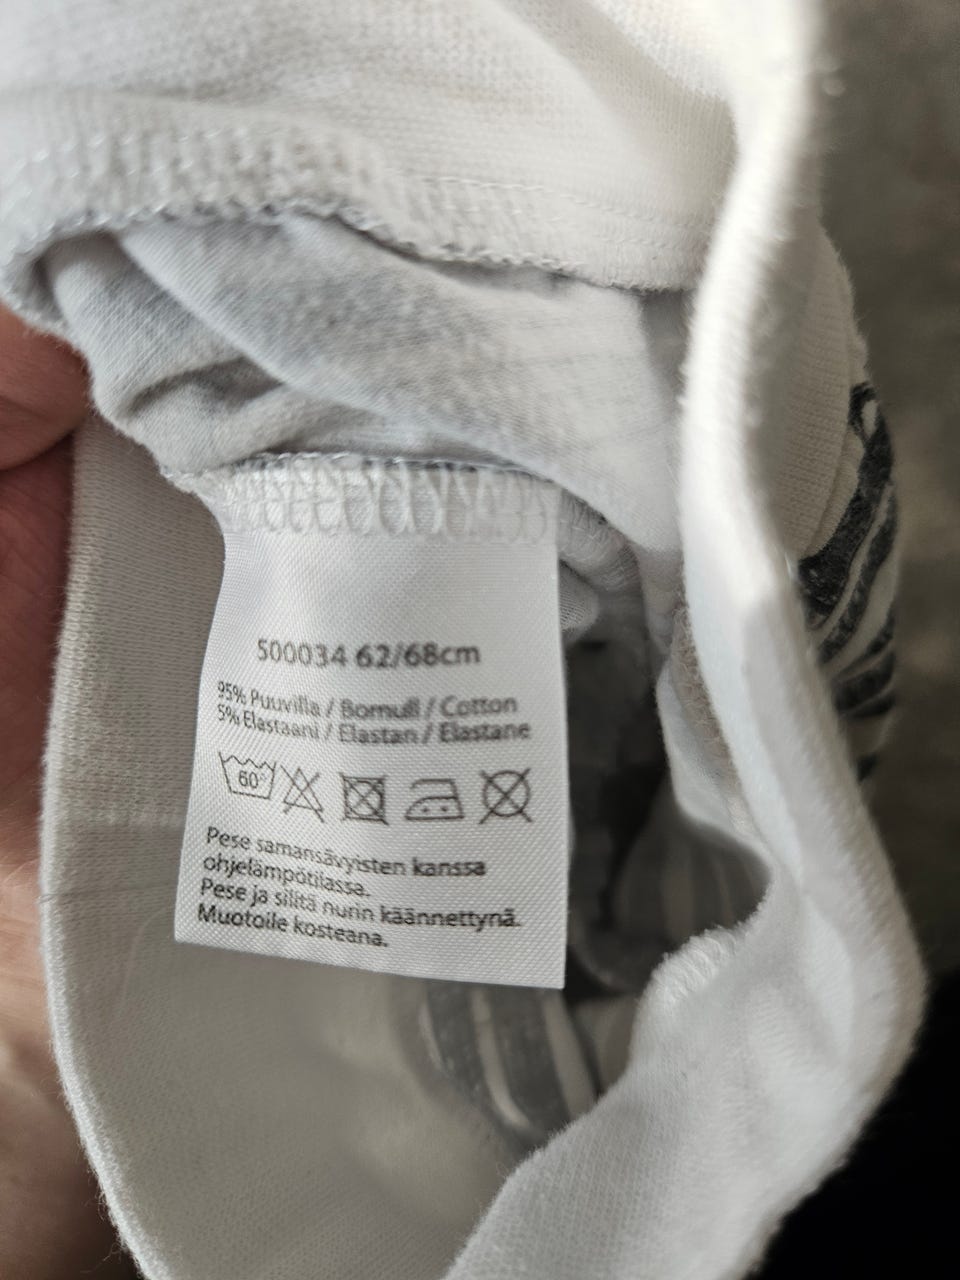 500034 62/68cm
95% Puuvilla / Bomull / Cotton
5% Elastaani / Elastan / Elastane
60°
Pese samansävyisten kanssa
ohjelämpötilassa.
Pese ja silitä nurin käännettynä.
Muotoile kosteana.